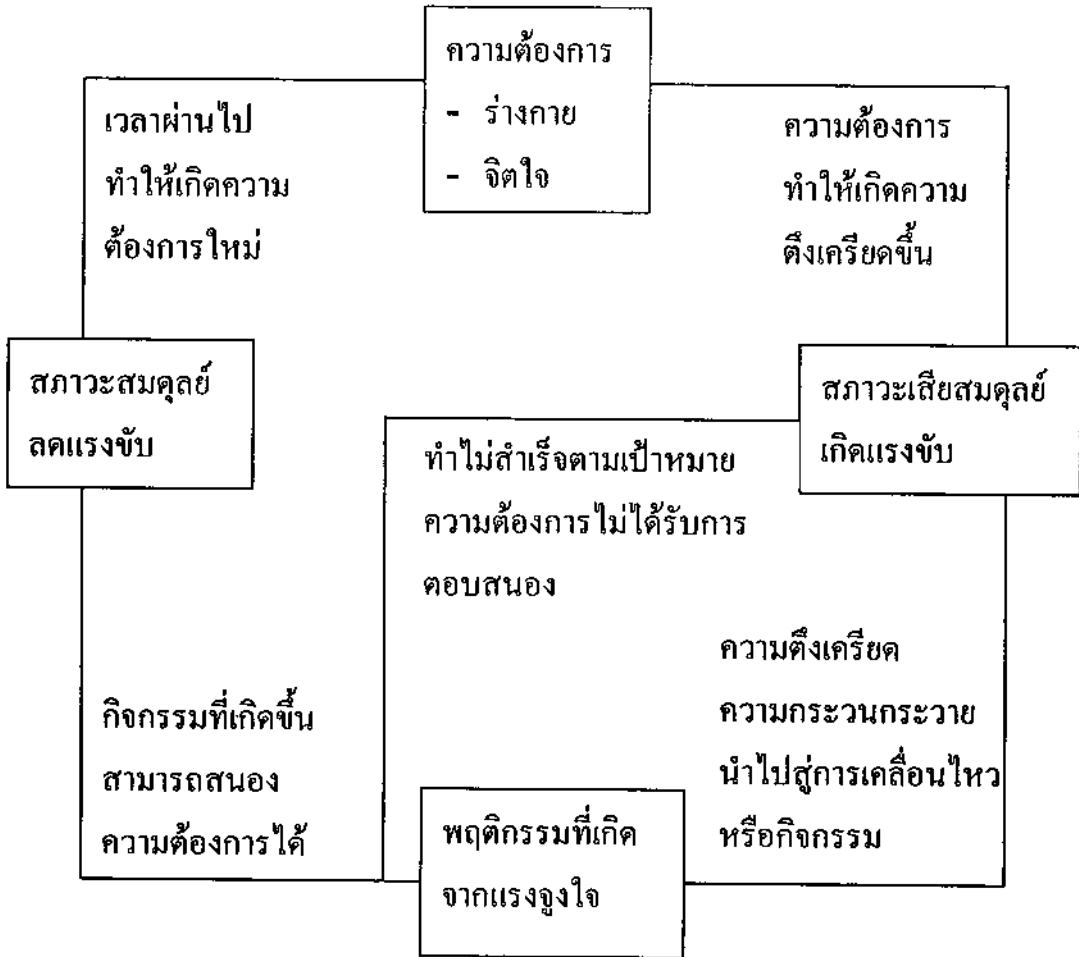 ความต้องการ
- ร่างกาย
- จิตใจ
เวลาผ่านไป
ทำให้เกิดความ
ต้องการใหม่
ความต้องการ
ทำให้เกิดความ
ตึงเครียดขึ้น
สภาวะสมดุลย์
ลดแรงขับ
สภาวะเสียสมดุลย์
เกิดแรงขับ
ทำไม่สำเร็จตามเป้าหมาย
ความต้องการไม่ได้รับการ
ตอบสนอง
ความตึงเครียด
ความกระวนกระวาย
นำไปสู่การเคลื่อนไหว
หรือกิจกรรม
กิจกรรมที่เกิดขึ้น
สามารถสนอง
ความต้องการได้
พฤติกรรมที่เกิด
จากแรงจูงใจ